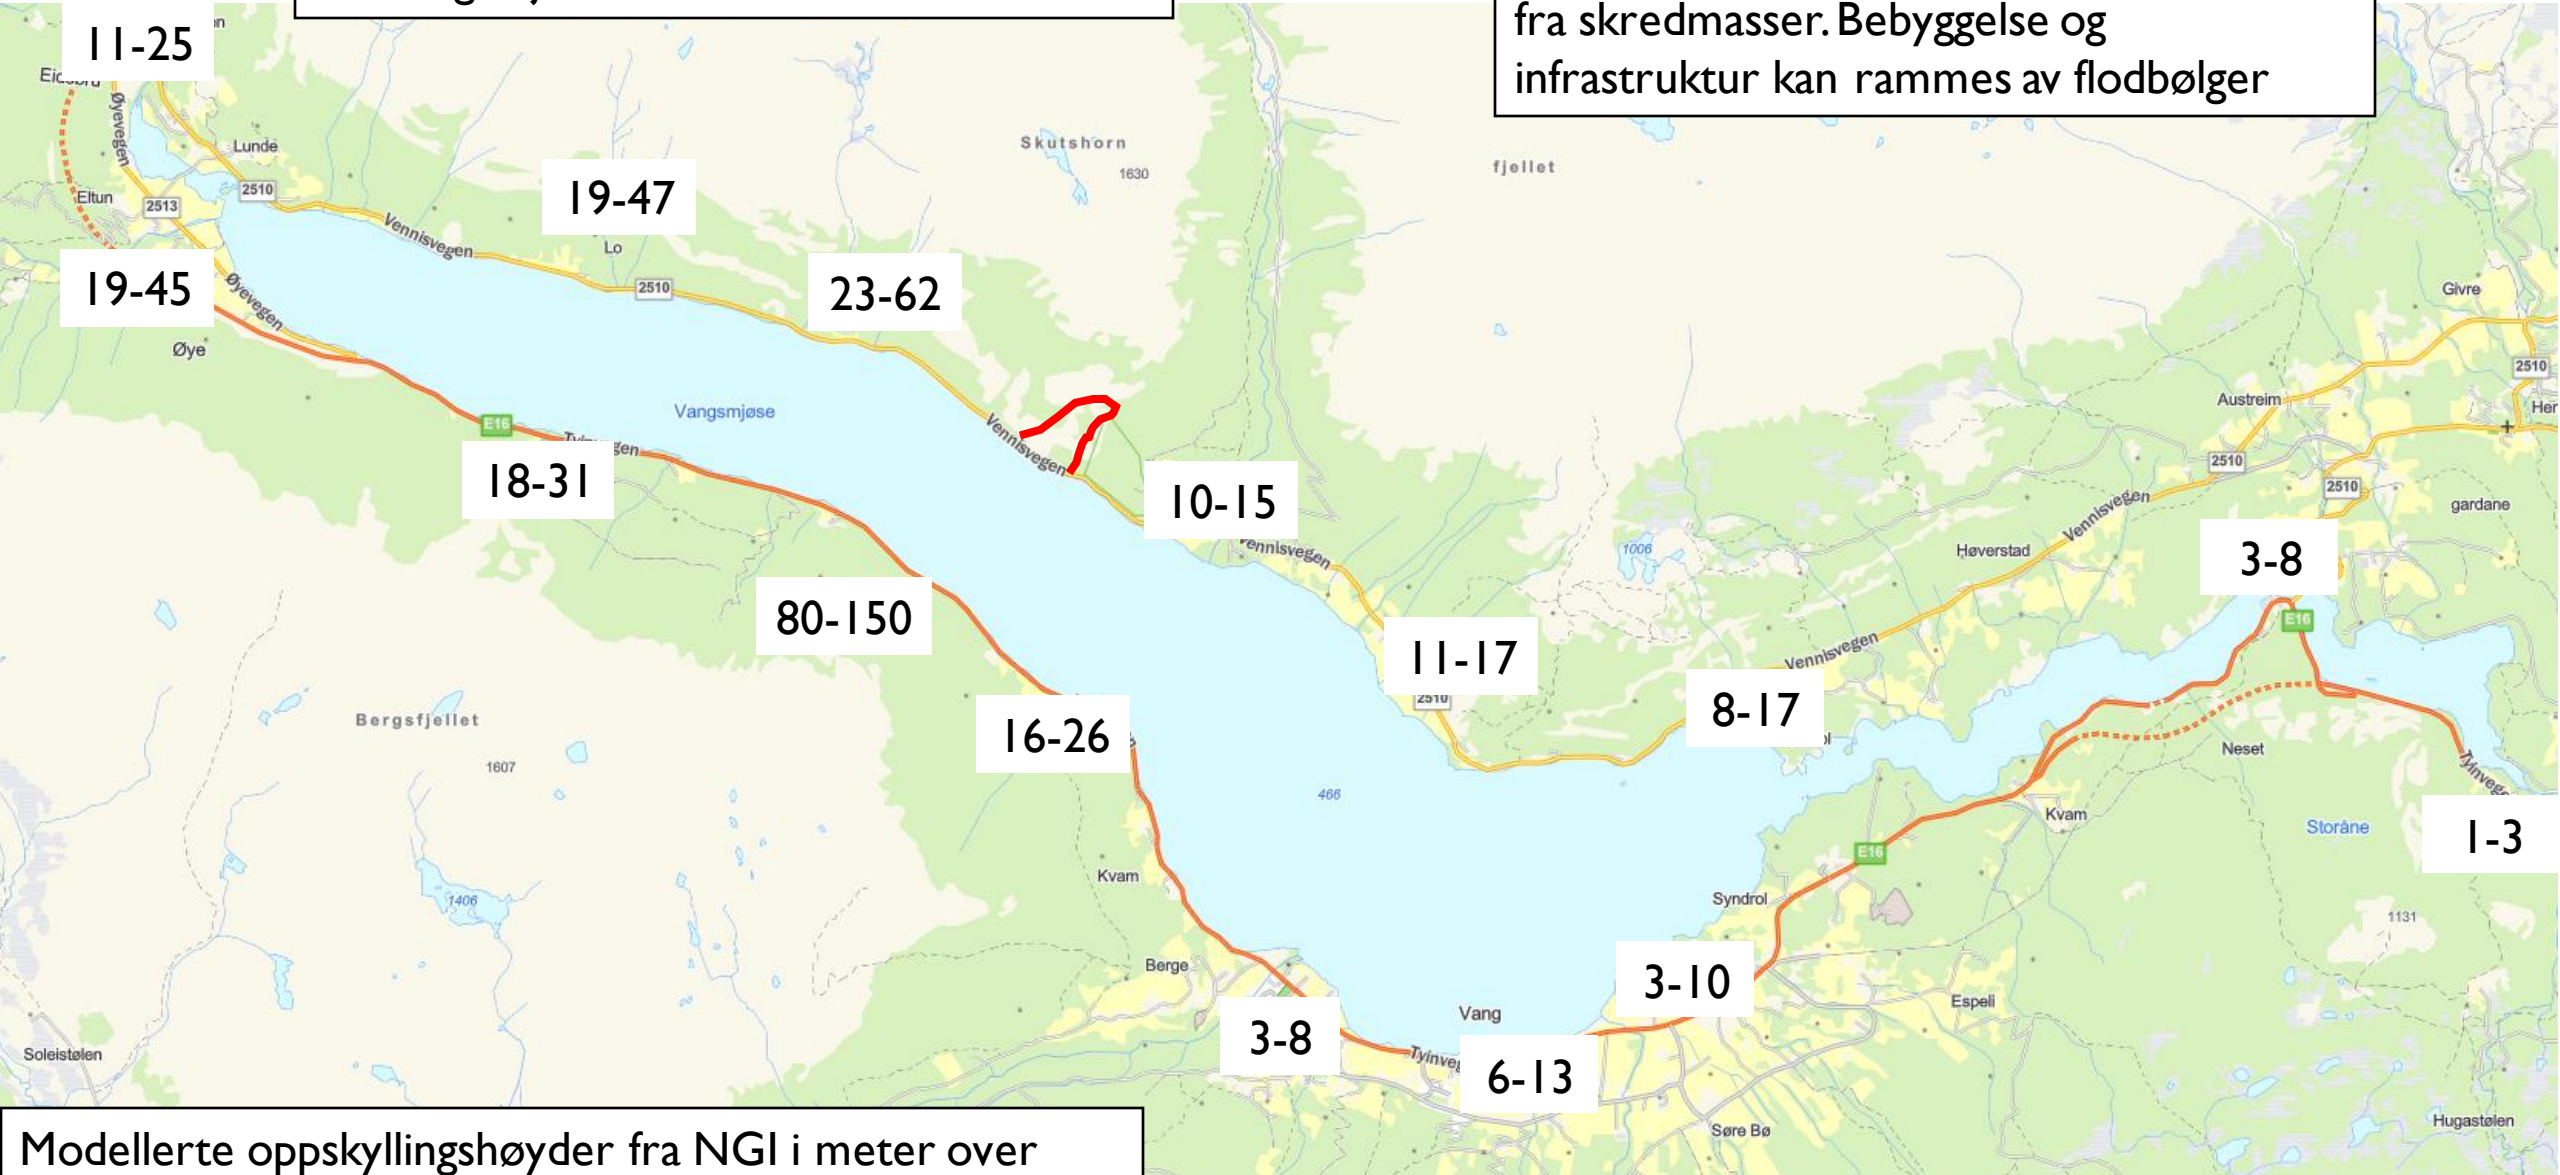 fra skredmasser. Bebyggelse og
infrastruktur kan rammes av flodbølger
11-25
Øyevegen
Lunde
Skutshorn
1630
fjellet
Eltun
2513
2510
19-47
Vennisvegen
Lo
19-45
Øyevegen
2510
23-62
Givre
Øye
2510
Vangsmjøse
Austreim
E16
Vennisvegen
18-31
10-15
2510
2510
Vennisvegen
gardane
Vennisvegen
1006
Høverstad
3-8
80-150
E16
11-17
Vennisvegen
2510
8-17
Bergsfjellet
16-26
1607
Neset
466
Kvam
Storåne
1-3
E16
Kvam
1406
Syndrol
1131
Berge
3-10
Espeli
Vang
3-8
Soleistølen
6-13
Hugastølen
Søre Bø
Modellerte oppskyllingshøyder fra NGI i meter over